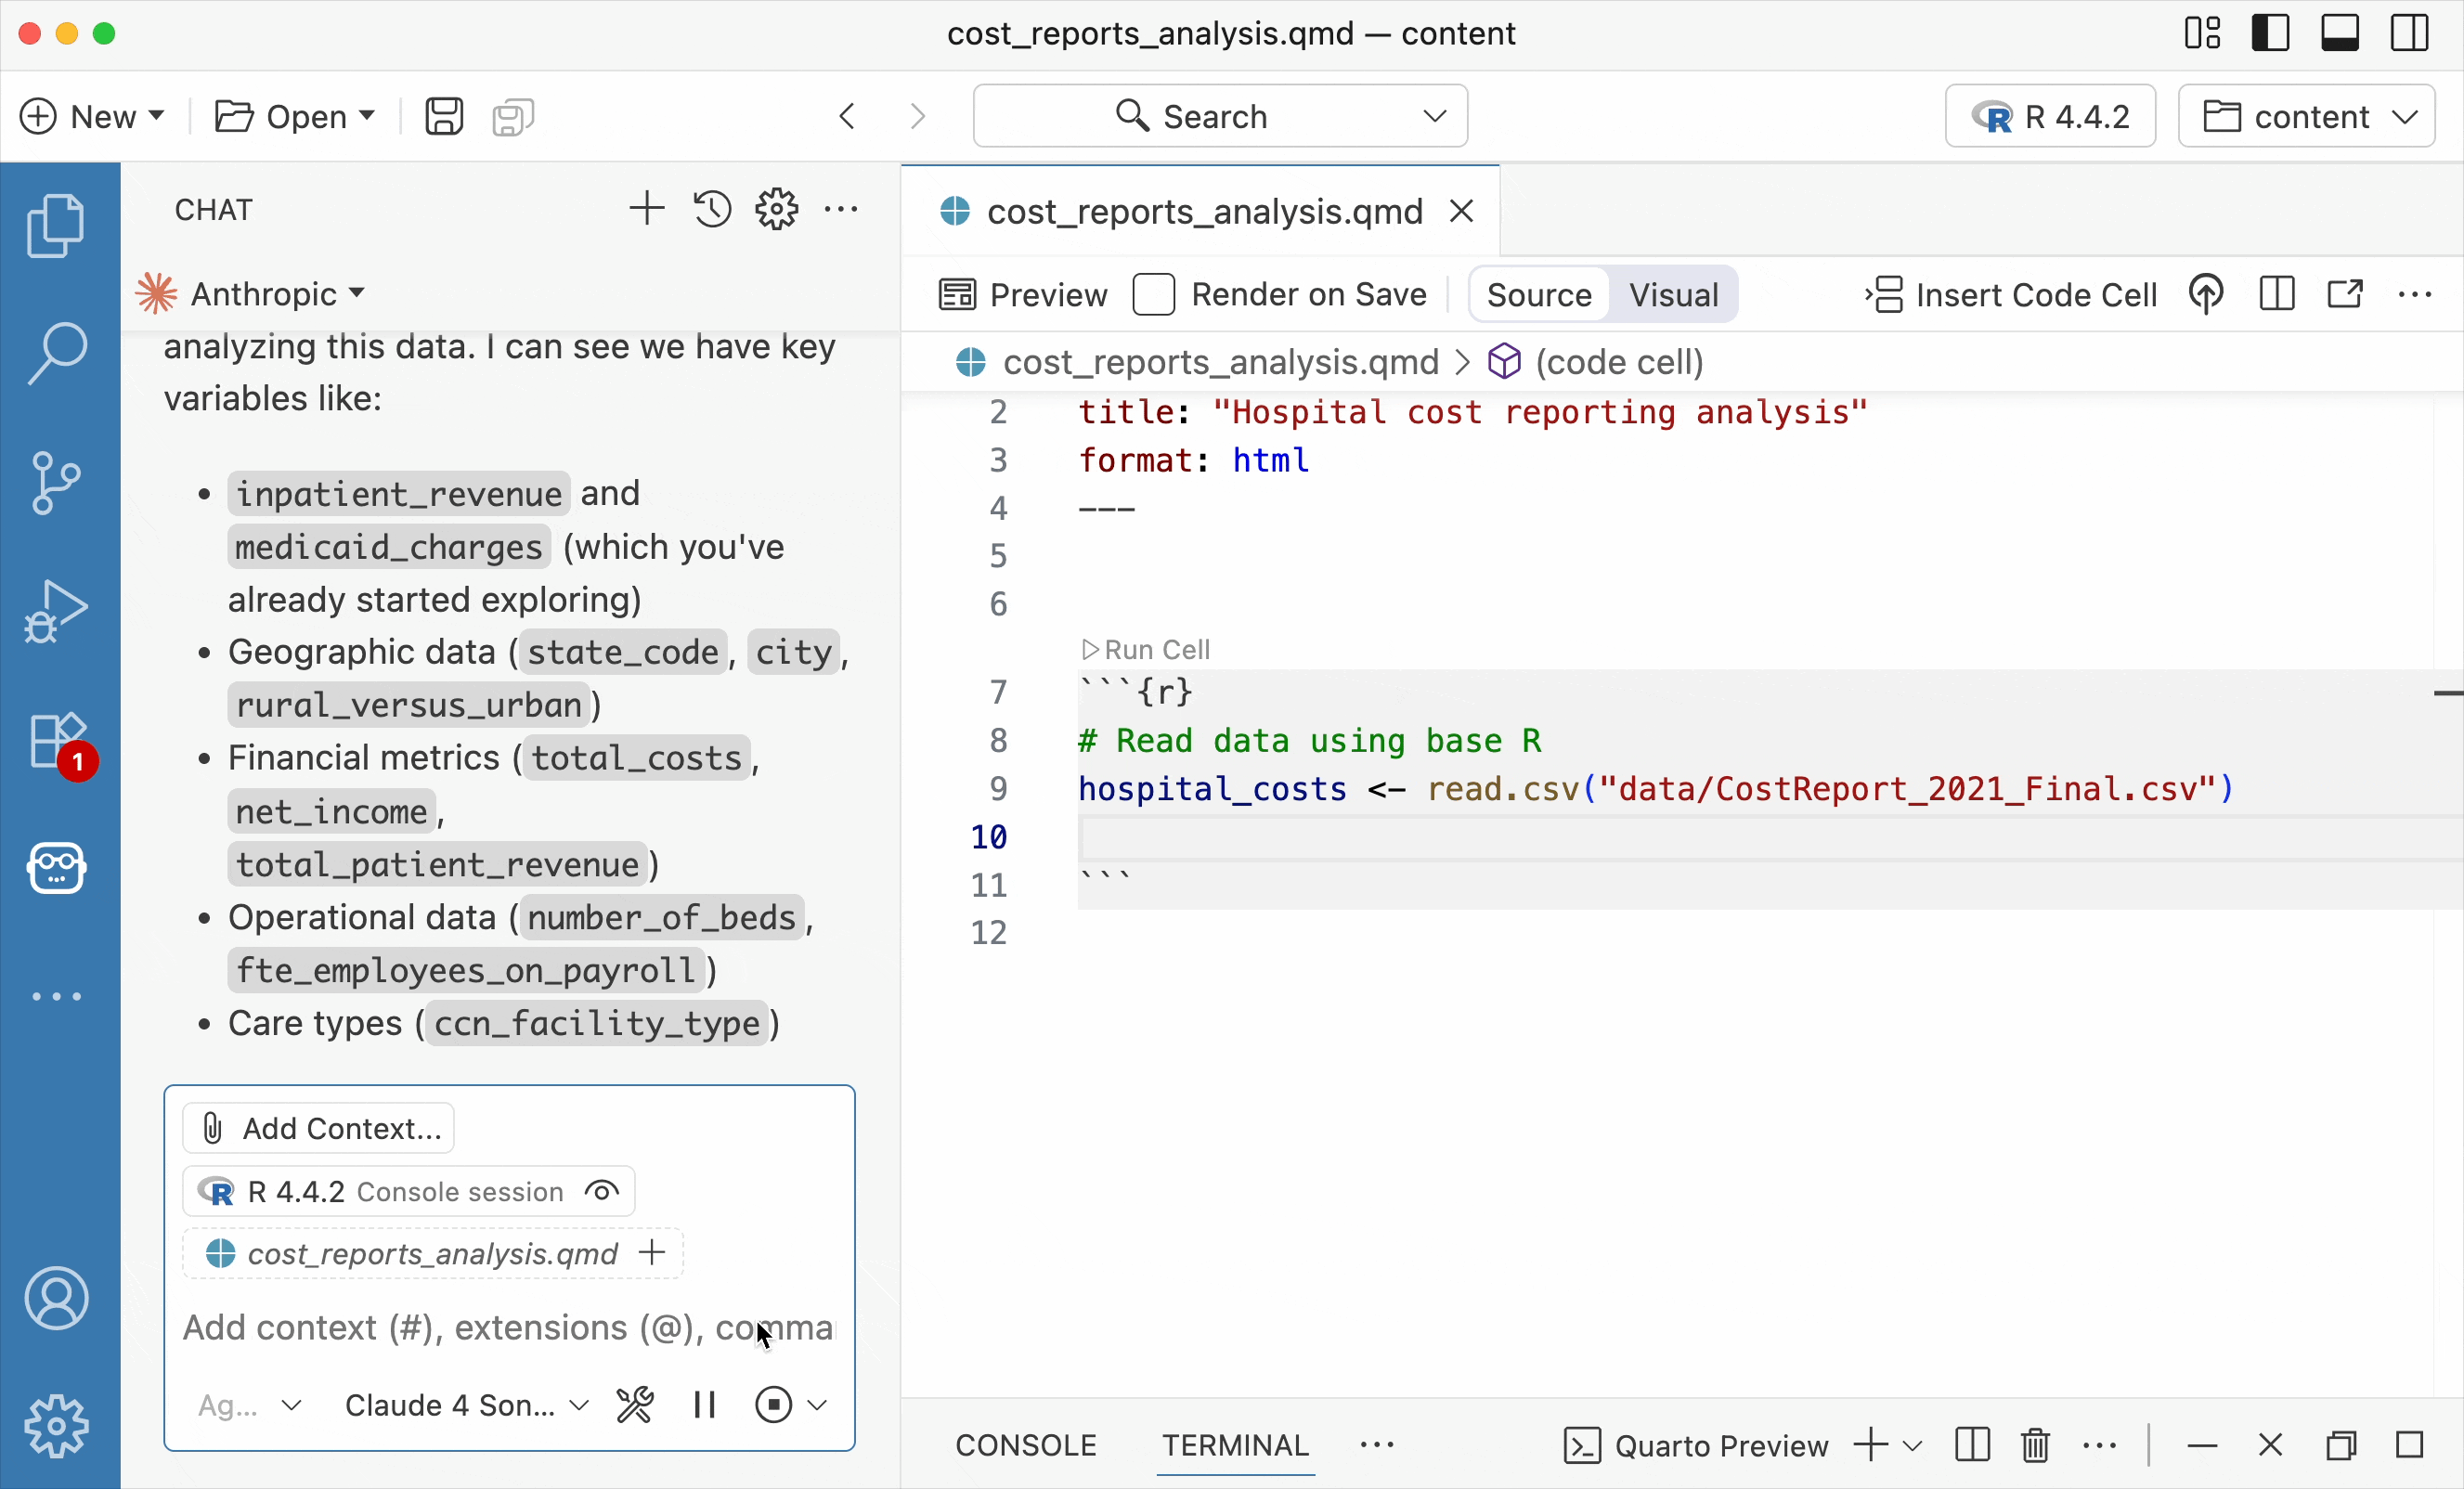 cost_reports_analysis.qmd — content
New
Open
Search
R 4.4.2
content
CHAT
Anthropic
analyzing this data. I can see we have key
variables like:
• inpatient_revenue and
medicaid_charges (which you've
already started exploring)
• Geographic data (state_code, city,
rural_versus_urban)
• Financial metrics (total_costs,
net_income,
total_patient_revenue)
• Operational data (number_of_beds,
fte_employees_on_payroll)
• Care types (ccn_facility_type)
1
Add Context...
R 4.4.2 Console session
cost_reports_analysis.qmd
Add context (#), extensions (@), comma
Ag...
Claude 4 Son...
cost_reports_analysis.qmd
Preview
Render on Save
Source
Visual
Insert Code Cell
cost_reports_analysis.qmd > (code cell)
2 title: "Hospital cost reporting analysis"
3 format: html
4 ---
5
6
Run Cell
7 ```{r}
8 # Read data using base R
9 hospital_costs <- read.csv("data/CostReport_2021_Final.csv")
10
11 ```
12
CONSOLE
TERMINAL
Quarto Preview